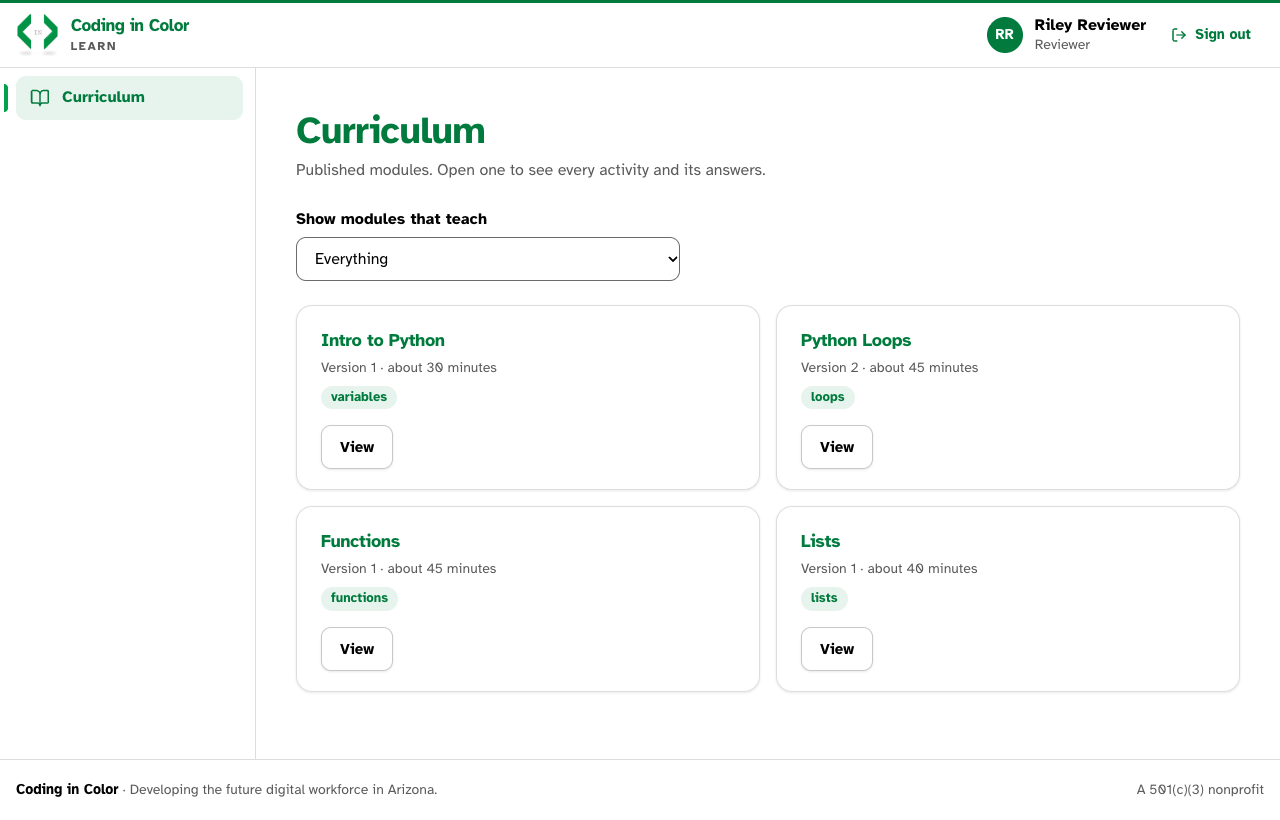 Coding in Color
LEARN
RR
Riley Reviewer
Reviewer
Sign out
Curriculum
Curriculum
Published modules. Open one to see every activity and its answers.
Show modules that teach
Everything
Intro to Python
Version 1 · about 30 minutes
variables
View
Python Loops
Version 2 · about 45 minutes
loops
View
Functions
Version 1 · about 45 minutes
functions
View
Lists
Version 1 · about 40 minutes
lists
View
Coding in Color · Developing the future digital workforce in Arizona.
A 501(c)(3) nonprofit